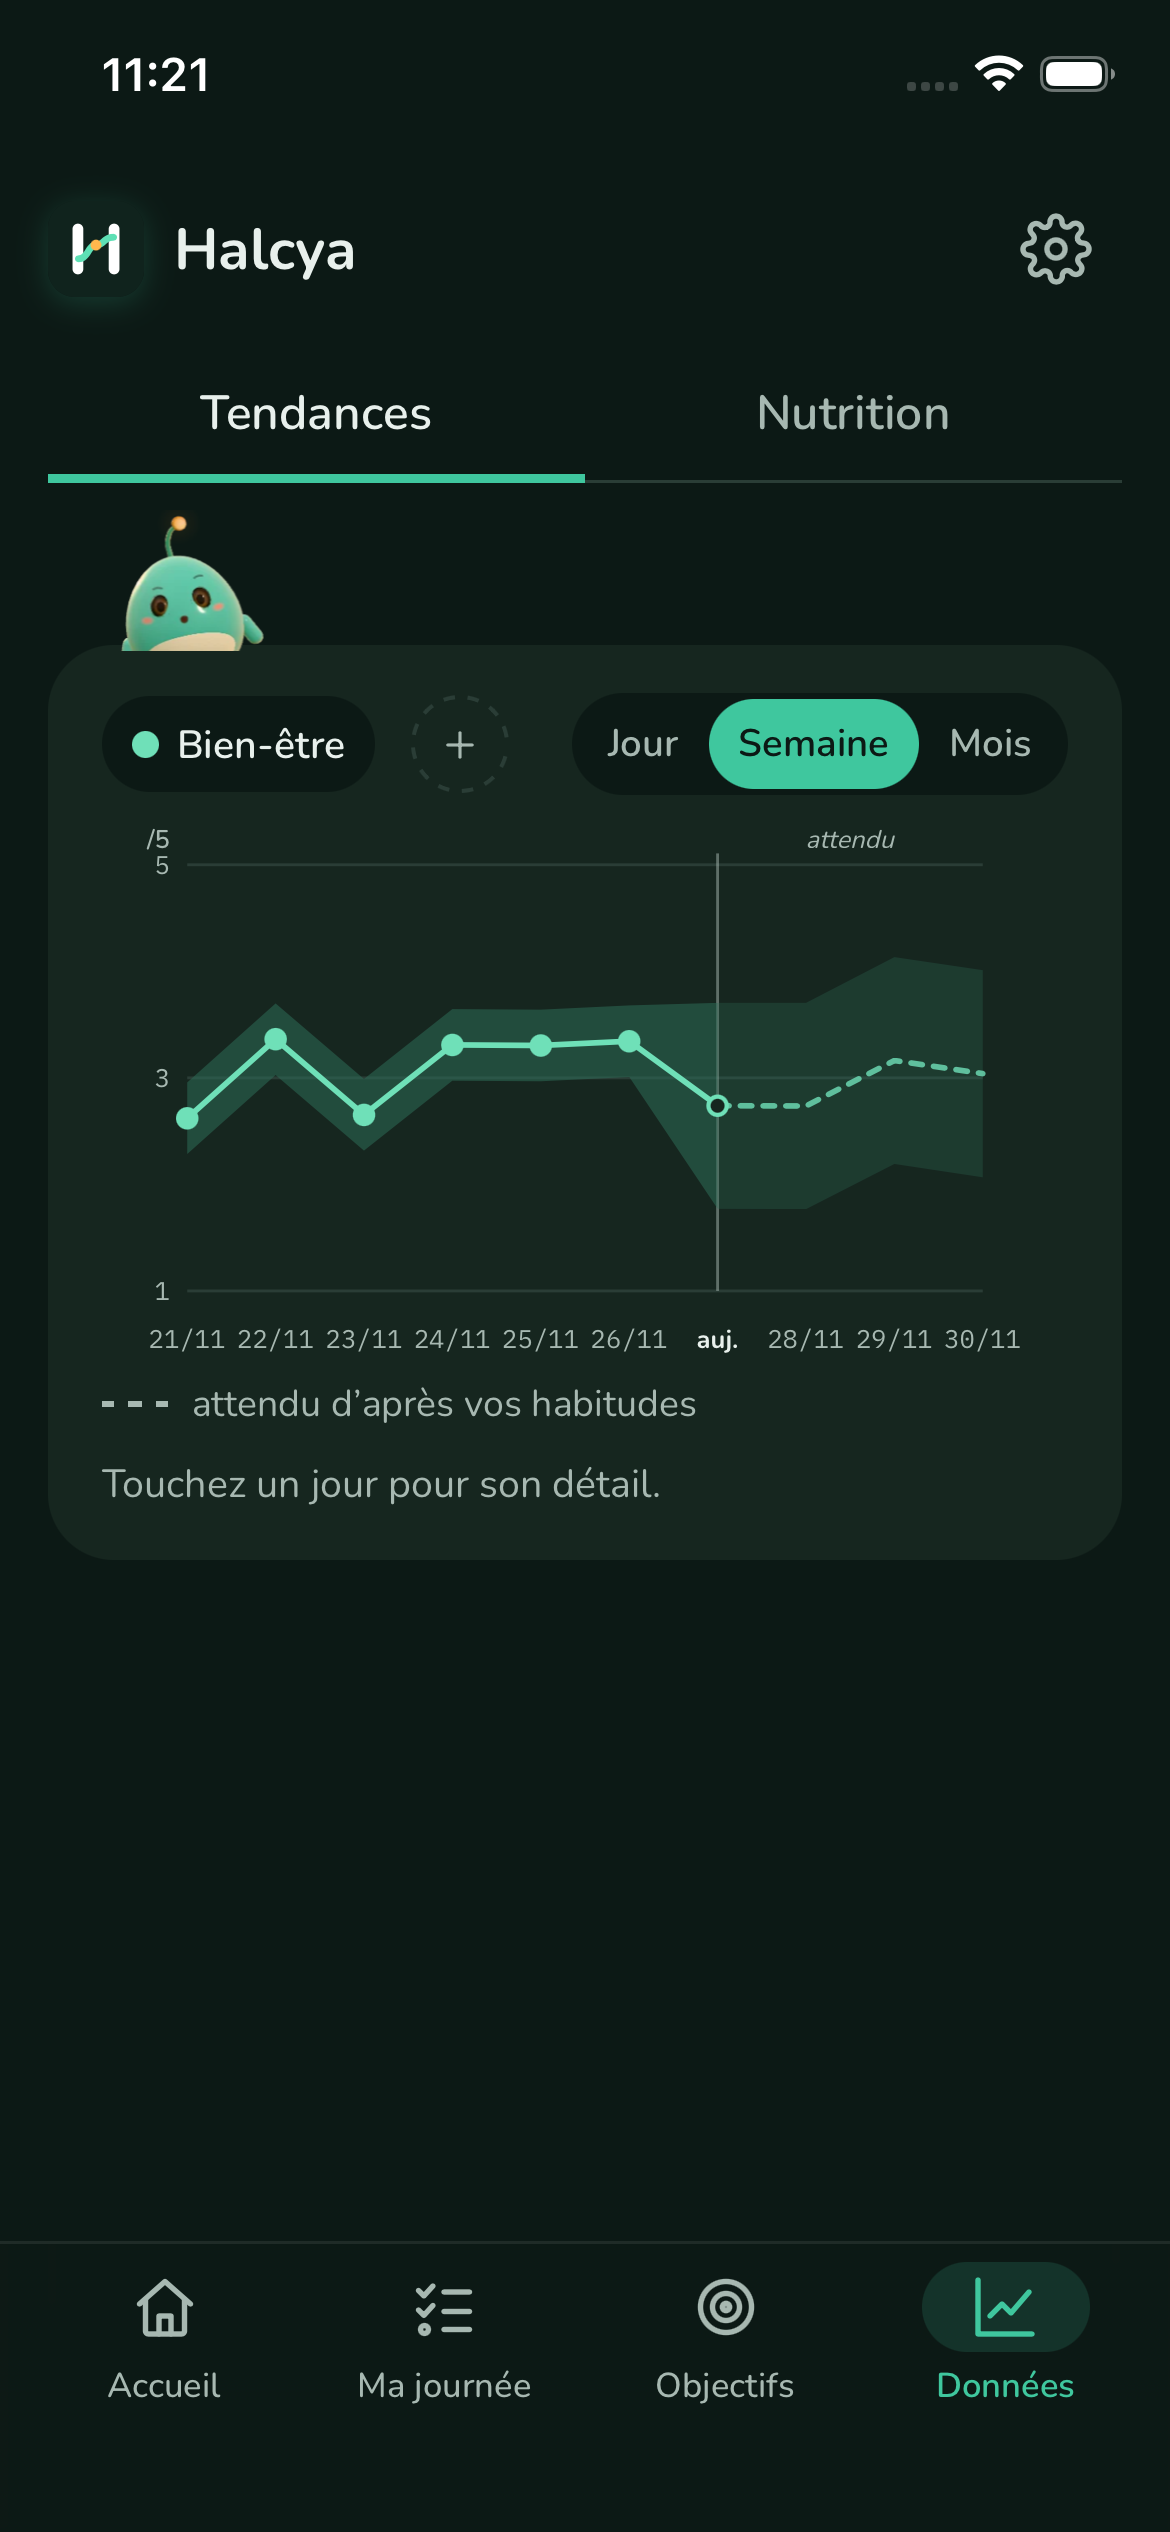 11:21
Halcya
Tendances
Nutrition
Bien-être
+
Jour
Semaine
Mois
/5
attendu
5
3
1
21/11 22/11 23/11 24/11 25/11 26/11 auj. 28/11 29/11 30/11
attendu d’après vos habitudes
Touchez un jour pour son détail.
Accueil
Ma journée
Objectifs
Données